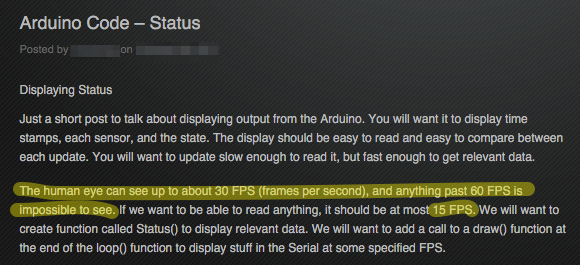 Arduino Code – Status
Posted by on
Displaying Status
Just a short post to talk about displaying output from the Arduino. You will want it to display time
stamps, each sensor, and the state. The display should be easy to read and easy to compare between
each update. You will want to update slow enough to read it, but fast enough to get relevant data.
The human eye can see up to about 30 FPS (frames per second), and anything past 60 FPS is
impossible to see. If we want to be able to read anything, it should be at most 15 FPS. We will want to
create function called Status() to display relevant data. We will want to add a call to a draw() function at
the end of the loop() function to display stuff in the Serial at some specified FPS.